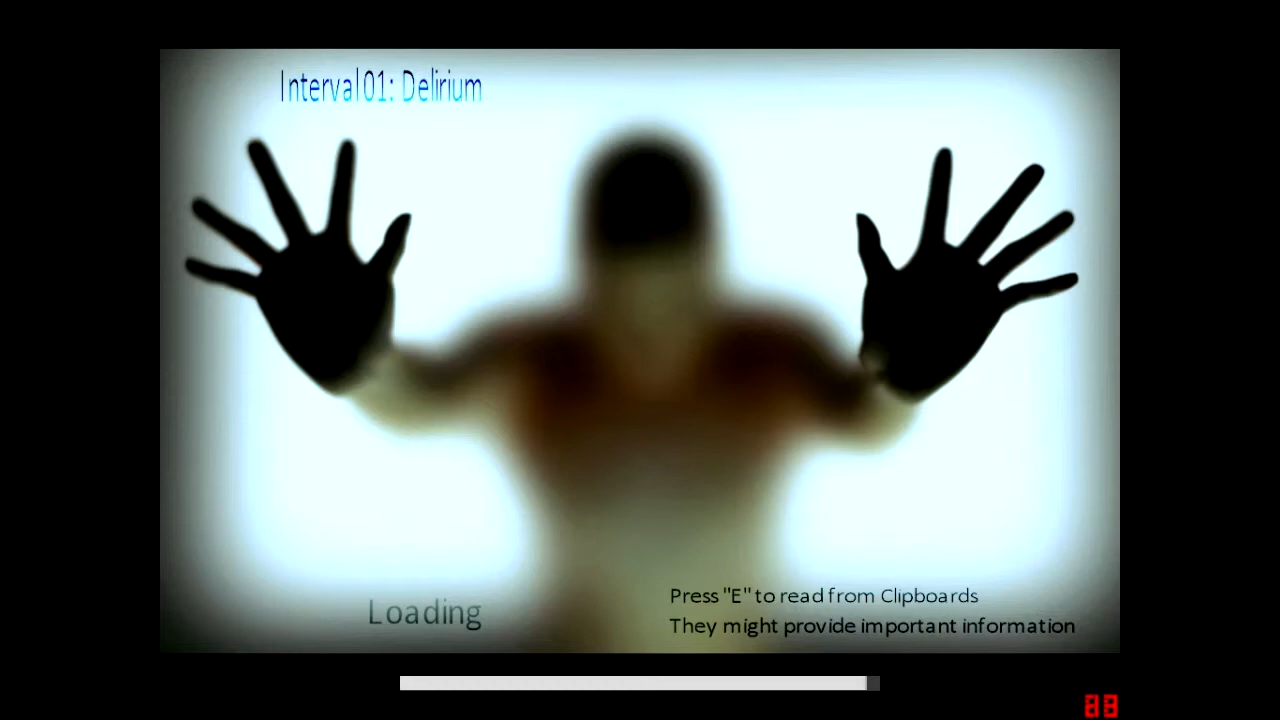 Interval 01: Delirium
Loading
Press "E" to read from Clipboards
They might provide important information